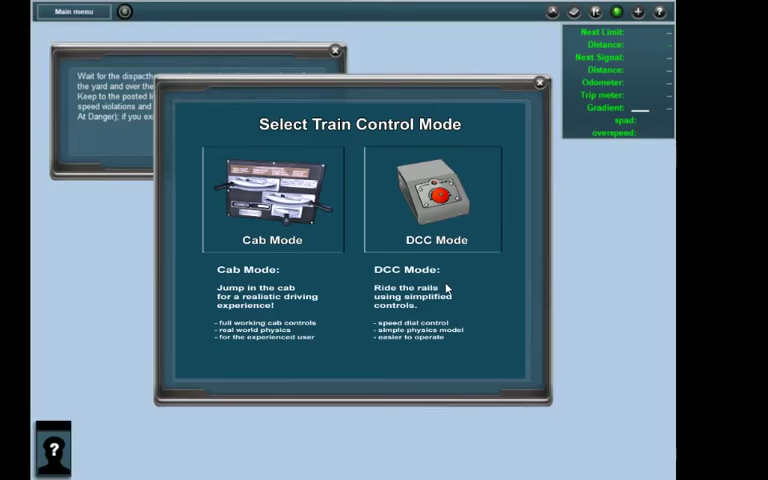 Main menu
?
Next Limit: --
Distance: --
Next Signal: --
Distance: --
Odometer: --
Trip meter: --
Gradient: --
spad:
overspeed:
Wait for the dispatche
the yard and over the
Keep to the posted li
speed violations and
At Danger); if you ex
Select Train Control Mode
Cab Mode
DCC Mode
Cab Mode:
Jump in the cab
for a realistic driving
experience!
- full working cab controls
- real world physics
- for the experienced user
DCC Mode:
Ride the rails
using simplified
controls.
- speed dial control
- simple physics model
- easier to operate
?